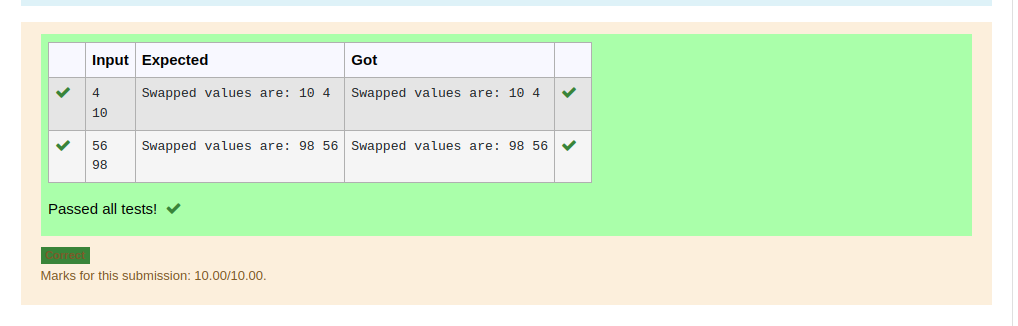 Input Expected Got
4 Swapped values are: 10 4 Swapped values are: 10 4
10
56 Swapped values are: 98 56 Swapped values are: 98 56
98
Passed all tests!
Correct
Marks for this submission: 10.00/10.00.